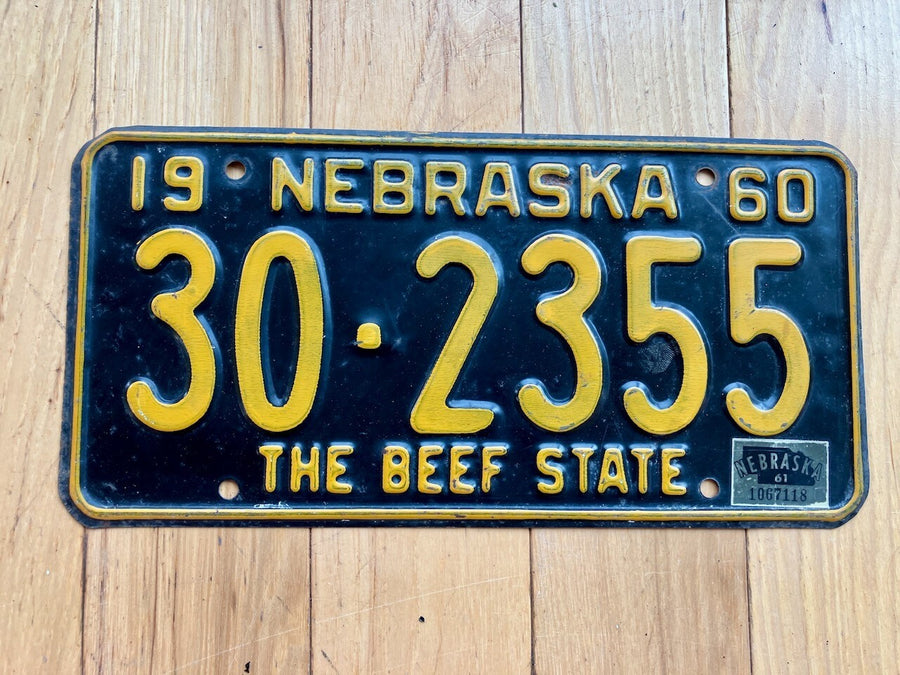 19 NEBRASKA 60
30·2355
THE BEEF STATE
NEBRASKA
61
1067118